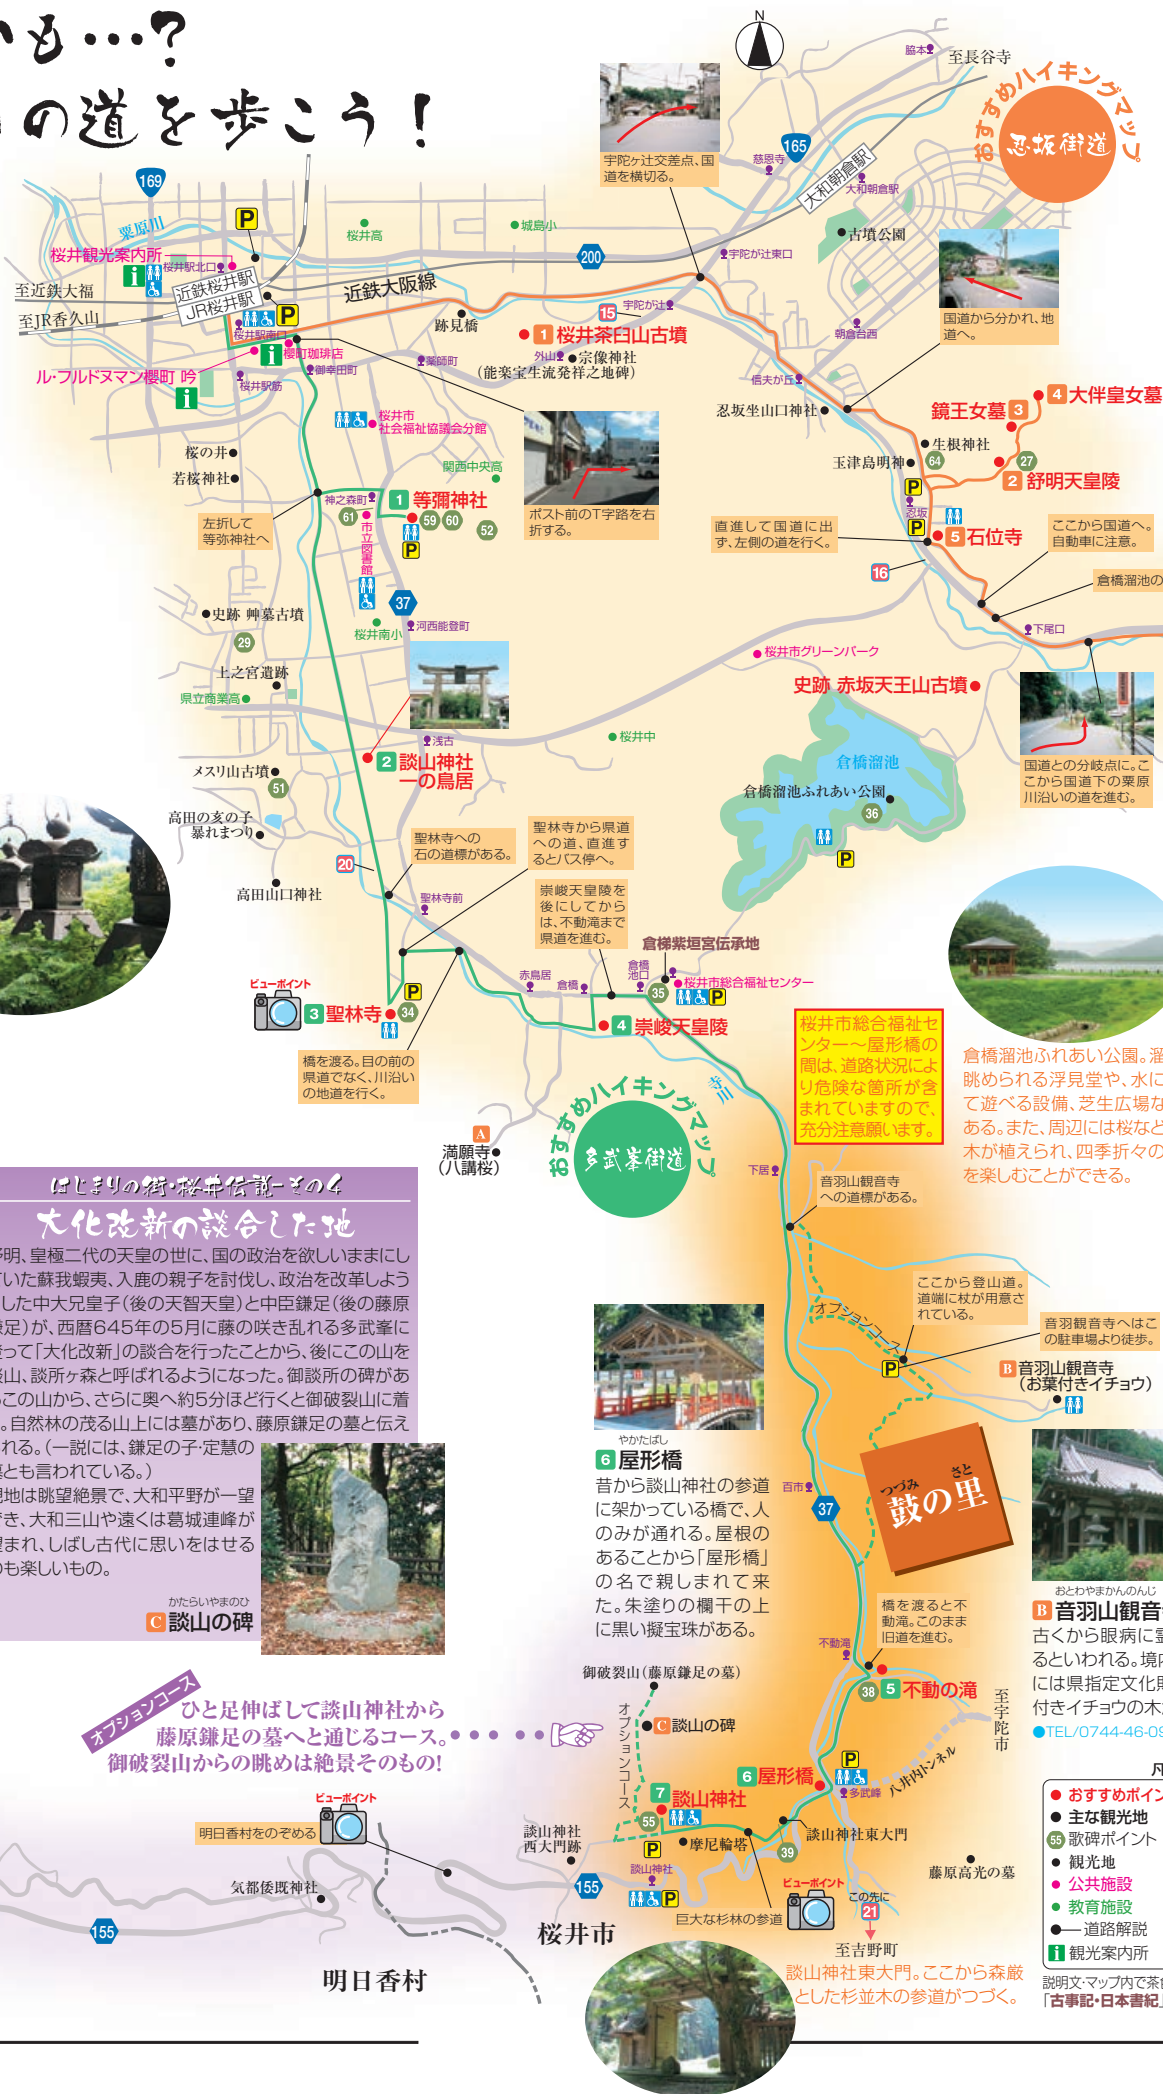 いも…?
の道を歩こう!
N
おすすめハイキングマップ
忍坂街道
脇本
至長谷寺
宇陀ヶ辻交差点、国
道を横切る。
165
慈恩寺
大和朝倉駅
大和朝倉駅
169
粟原川
P
桜井高
城島小
200
古墳公園
宇陀が辻東口
国道から分かれ、地
道へ。
桜井観光案内所
桜井駅北口
近鉄桜井駅
JR桜井駅
近鉄大阪線
至近鉄大福
至JR香久山
P
桜井駅南口
櫻町珈琲店
ル・フルドヌマン櫻町 吟
桜井駅筋
御幸田町
薬師町
跡見橋
15
宇陀が辻
1 桜井茶臼山古墳
外山
宗像神社
(能楽宝生流発祥之地碑)
朝倉台西
信夫が丘
忍坂坐山口神社
4 大伴皇女墓
鏡王女墓 3
生根神社
64
27
玉津島明神
2 舒明天皇陵
P
忍坂
P
5 石位寺
桜井市
社会福祉協議会分館
関西中央高
ポスト前のT字路を右
折する。
桜の井
若桜神社
神之森町
1 等彌神社
61
59
60
52
P
市立図書館
左折して
等弥神社へ
直進して国道に出
ず、左側の道を行く。
ここから国道へ。
自動車に注意。
16
倉橋溜池の
37
史跡 艸墓古墳
29
桜井南小
河西能登町
下尾口
桜井市グリーンパーク
上之宮遺跡
県立商業高
史跡 赤坂天王山古墳
浅古
桜井中
2 談山神社
一の鳥居
倉橋溜池
国道との分岐点に。こ
こから国道下の粟原
川沿いの道を進む。
メスリ山古墳
51
倉橋溜池ふれあい公園
36
P
高田の亥の子
暴れまつり
聖林寺への
石の道標がある。
聖林寺から県道
への道、直進す
るとバス停へ。
20
高田山口神社
聖林寺前
崇峻天皇陵を
後にしてから
は、不動滝まで
県道を進む。
倉梯紫垣宮伝承地
赤鳥居
倉橋
倉橋
池口
35
桜井市総合福祉センター
P
ビューポイント
P
3 聖林寺
34
4 崇峻天皇陵
桜井市総合福祉セ
ンター〜屋形橋の
間は、道路状況によ
り危険な箇所が含
まれていますので、
充分注意願います。
橋を渡る。目の前の
県道でなく、川沿い
の地道を行く。
寺川
倉橋溜池ふれあい公園。溜
眺められる浮見堂や、水に
て遊べる設備、芝生広場な
ある。また、周辺には桜など
木が植えられ、四季折々の
を楽しむことができる。
おすすめハイキングマップ
多武峯街道
A
満願寺
(八講桜)
下居
音羽山観音寺
への道標がある。
はじまりの街・桜井伝説-その4
大化改新の談合した地
舒明、皇極二代の天皇の世に、国の政治を欲しいままにし
いた蘇我蝦夷、入鹿の親子を討伐し、政治を改革しよう
した中大兄皇子(後の天智天皇)と中臣鎌足(後の藤原
鎌足)が、西暦645年の5月に藤の咲き乱れる多武峯に
って「大化改新」の談合を行ったことから、後にこの山を
談山、談所ヶ森と呼ばれるようになった。御談所の碑があ
この山から、さらに奥へ約5分ほど行くと御破裂山に着
。自然林の茂る山上には墓があり、藤原鎌足の墓と伝え
れる。(一説には、鎌足の子・定慧の
墓とも言われている。)
現地は眺望絶景で、大和平野が一望
でき、大和三山や遠くは葛城連峰が
望まれ、しばし古代に思いをはせる
のも楽しいもの。
かたらいやまのひ
C 談山の碑
オプションコース
ここから登山道。
道端に杖が用意さ
れている。
音羽観音寺へはこ
の駐車場より徒歩。
P
B 音羽山観音寺
(お葉付きイチョウ)
やかたばし
6 屋形橋
昔から談山神社の参道
に架かっている橋で、人
のみが通れる。屋根の
あることから「屋形橋」
の名で親しまれて来
た。朱塗りの欄干の上
に黒い擬宝珠がある。
百市
37
つづみ さと
鼓の里
おとわやまかんのんじ
B 音羽山観音
古くから眼病に霊
るといわれる。境内
には県指定文化財
付きイチョウの木
●TEL/0744-46-09
橋を渡ると不
動滝。このまま
旧道を進む。
不動滝
38
5 不動の滝
至宇陀市
オプションコース
ひと足伸ばして談山神社から
藤原鎌足の墓へと通じるコース。
御破裂山からの眺めは絶景そのもの!
御破裂山(藤原鎌足の墓)
オプションコース
C 談山の碑
6 屋形橋
P
多武峰
八井内トンネル
7 談山神社
55
P
摩尼輪塔
談山神社東大門
39
談山神社
P
談山神社
西大門跡
155
藤原高光の墓
ビューポイント
明日香村をのぞめる
気都倭既神社
155
桜井市
明日香村
巨大な杉林の参道
ビューポイント
この先に
21
至吉野町
談山神社東大門。ここから森厳
とした杉並木の参道がつづく。
凡
おすすめポイン
主な観光地
55 歌碑ポイント
観光地
公共施設
教育施設
道路解説
i 観光案内所
説明文・マップ内で茶色
「古事記・日本書紀」